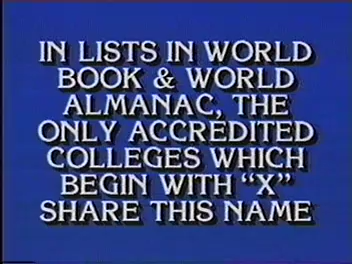 IN LISTS IN WORLD
BOOK & WORLD
ALMANAC, THE
ONLY ACCREDITED
COLLEGES WHICH
BEGIN WITH “X”
SHARE THIS NAME